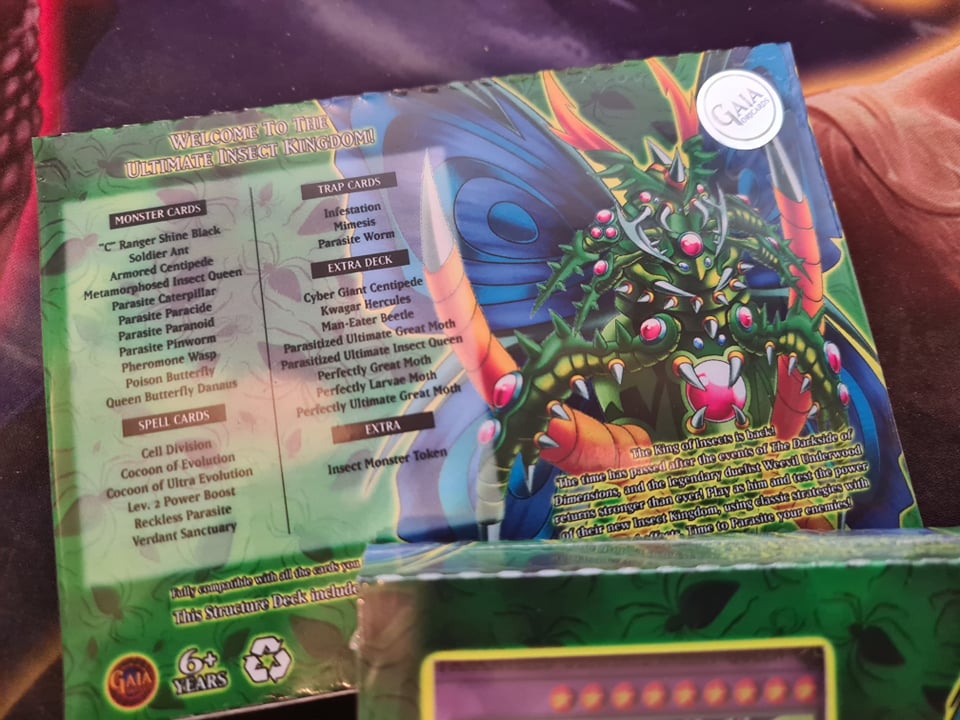 WELCOME TO THE
ULTIMATE INSECT KINGDOM!
MONSTER CARDS
"C" Ranger Shine Black
Soldier Ant
Armored Centipede
Metamorphosed Insect Queen
Parasite Caterpillar
Parasite Paracide
Parasite Paranoid
Parasite Pinworm
Pheromone Wasp
Poison Butterfly
Queen Butterfly Danaus
SPELL CARDS
Cell Division
Cocoon of Evolution
Cocoon of Ultra Evolution
Lev. 2 Power Boost
Reckless Parasite
Verdant Sanctuary
TRAP CARDS
Infestation
Mimesis
Parasite Worm
EXTRA DECK
Cyber Giant Centipede
Kwagar Hercules
Man-Eater Beetle
Parasitized Ultimate Great Moth
Parasitized Ultimate Insect Queen
Perfectly Great Moth
Perfectly Larvae Moth
Perfectly Ultimate Great Moth
EXTRA
Insect Monster Token
GAIA
ORICARDS
The King of Insects is back!
The time has passed after the events of The Darkside of
Dimensions, and the legendary duelist Weevil Underwood
returns stronger than ever! Play as him and test the power
of their new Insect Kingdom, using classic strategies with
Time to Parasite your enemies!
Fully compatible with all the cards you
This Structure Deck include
GAIA
6+
YEARS